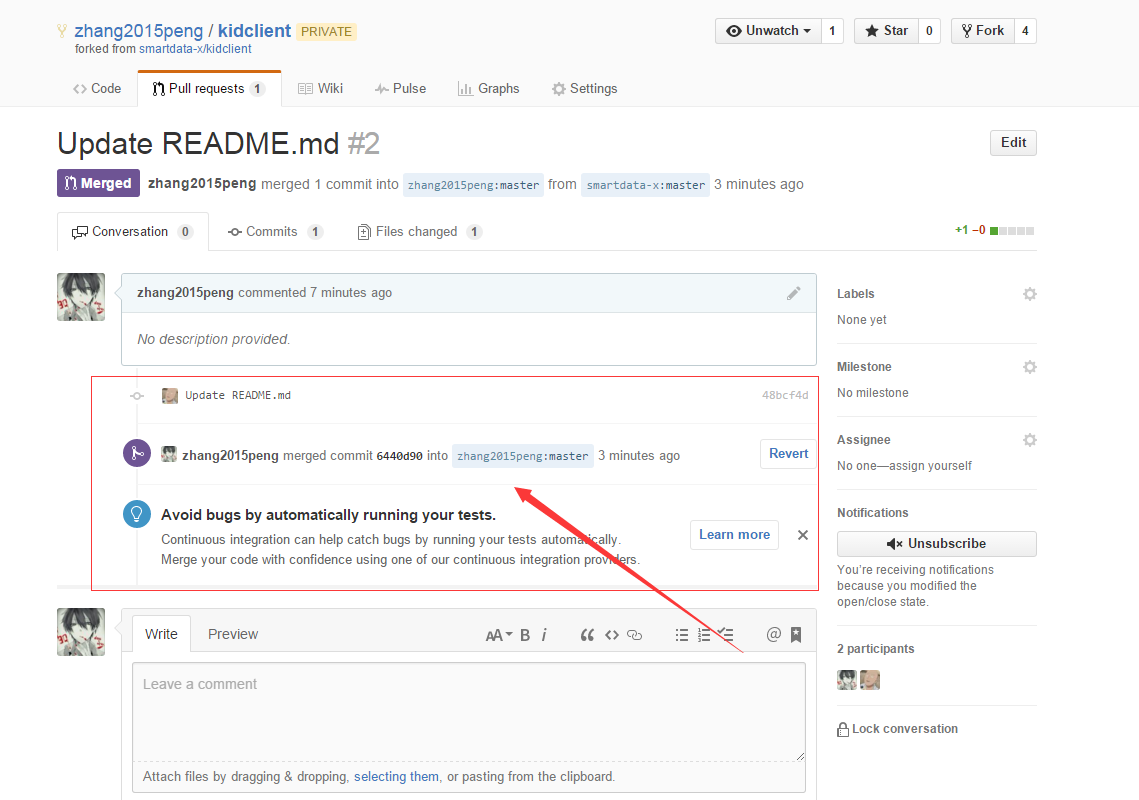 zhang2015peng / kidclient PRIVATE
forked from smartdata-x/kidclient
Unwatch 1 Star 0 Fork 4
Code Pull requests 1 Wiki Pulse Graphs Settings
Update README.md #2
Edit
Merged zhang2015peng merged 1 commit into zhang2015peng:master from smartdata-x:master 3 minutes ago
Conversation 0 Commits 1 Files changed 1
+1 −0
zhang2015peng commented 7 minutes ago
No description provided.
Update README.md 48bcf4d
zhang2015peng merged commit 6440d90 into zhang2015peng:master 3 minutes ago
Revert
Avoid bugs by automatically running your tests.
Continuous integration can help catch bugs by running your tests automatically.
Merge your code with confidence using one of our continuous integration providers.
Learn more
Write Preview
AA B i
Leave a comment
Attach files by dragging & dropping, selecting them, or pasting from the clipboard.
Labels
None yet
Milestone
No milestone
Assignee
No one—assign yourself
Notifications
Unsubscribe
You’re receiving notifications
because you modified the
open/close state.
2 participants
Lock conversation